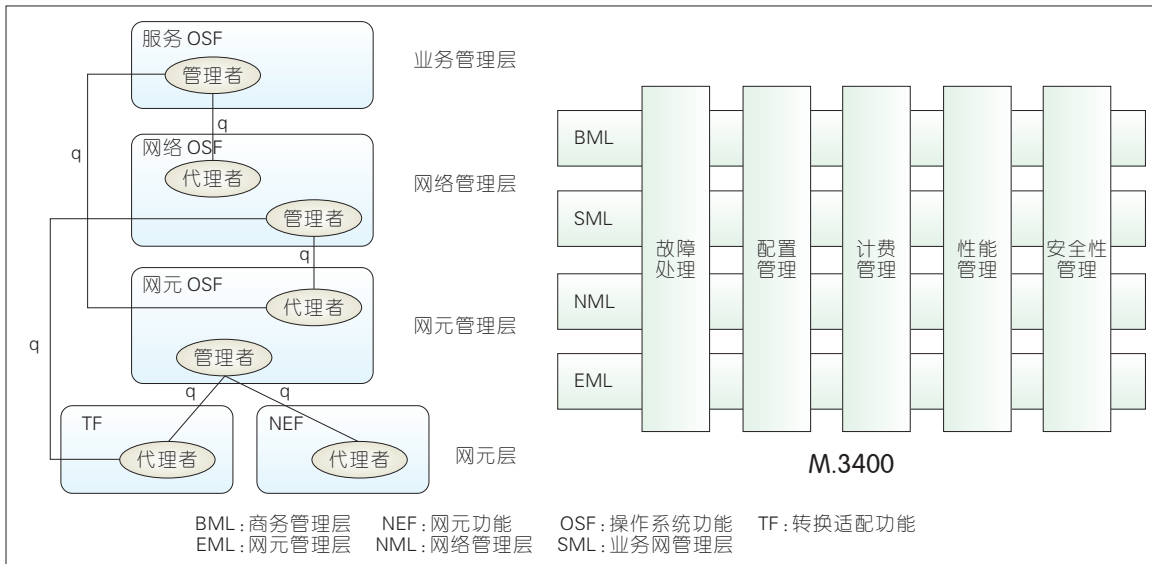 服务 OSF
管理者
业务管理层
q
q
网络 OSF
代理者
网络管理层
管理者
q
网元 OSF
代理者
网元管理层
q
管理者
q
q
TF
代理者
NEF
代理者
网元层
BML
SML
NML
EML
故障
处理
配置
管理
计费
管理
性能
管理
安全性
管理
M.3400
BML：商务管理层 NEF：网元功能 OSF：操作系统功能 TF：转换适配功能
EML：网元管理层 NML：网络管理层 SML：业务网管理层